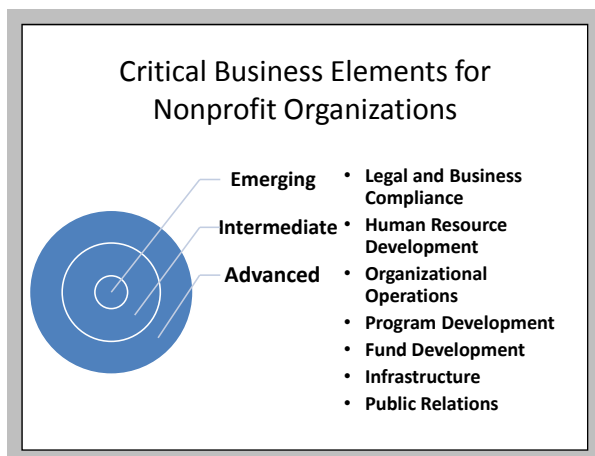 Critical Business Elements for
Nonprofit Organizations
Emerging
Intermediate
Advanced
• Legal and Business
Compliance
• Human Resource
Development
• Organizational
Operations
• Program Development
• Fund Development
• Infrastructure
• Public Relations